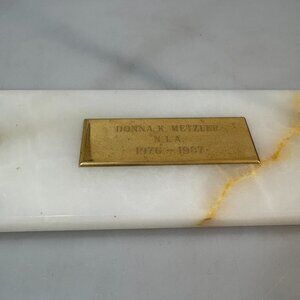 DONNA K. METZLER
N.L.A.
1976 - 1987